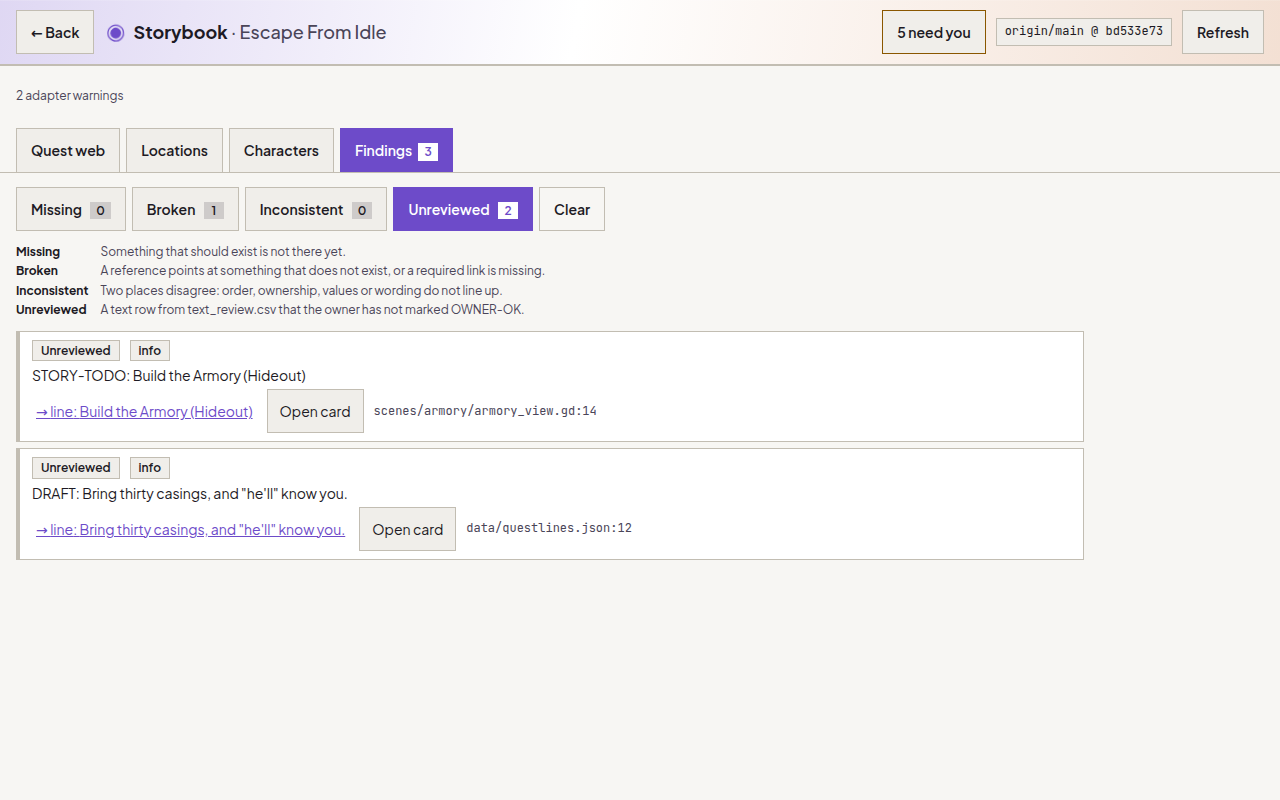 ← Back
Storybook · Escape From Idle
5 need you
origin/main @ bd533e73
Refresh
2 adapter warnings
Quest web
Locations
Characters
Findings 3
Missing 0
Broken 1
Inconsistent 0
Unreviewed 2
Clear
Missing Something that should exist is not there yet.
Broken A reference points at something that does not exist, or a required link is missing.
Inconsistent Two places disagree: order, ownership, values or wording do not line up.
Unreviewed A text row from text_review.csv that the owner has not marked OWNER-OK.
Unreviewed info
STORY-TODO: Build the Armory (Hideout)
→ line: Build the Armory (Hideout) Open card scenes/armory/armory_view.gd:14
Unreviewed info
DRAFT: Bring thirty casings, and "he'll" know you.
→ line: Bring thirty casings, and "he'll" know you. Open card data/questlines.json:12